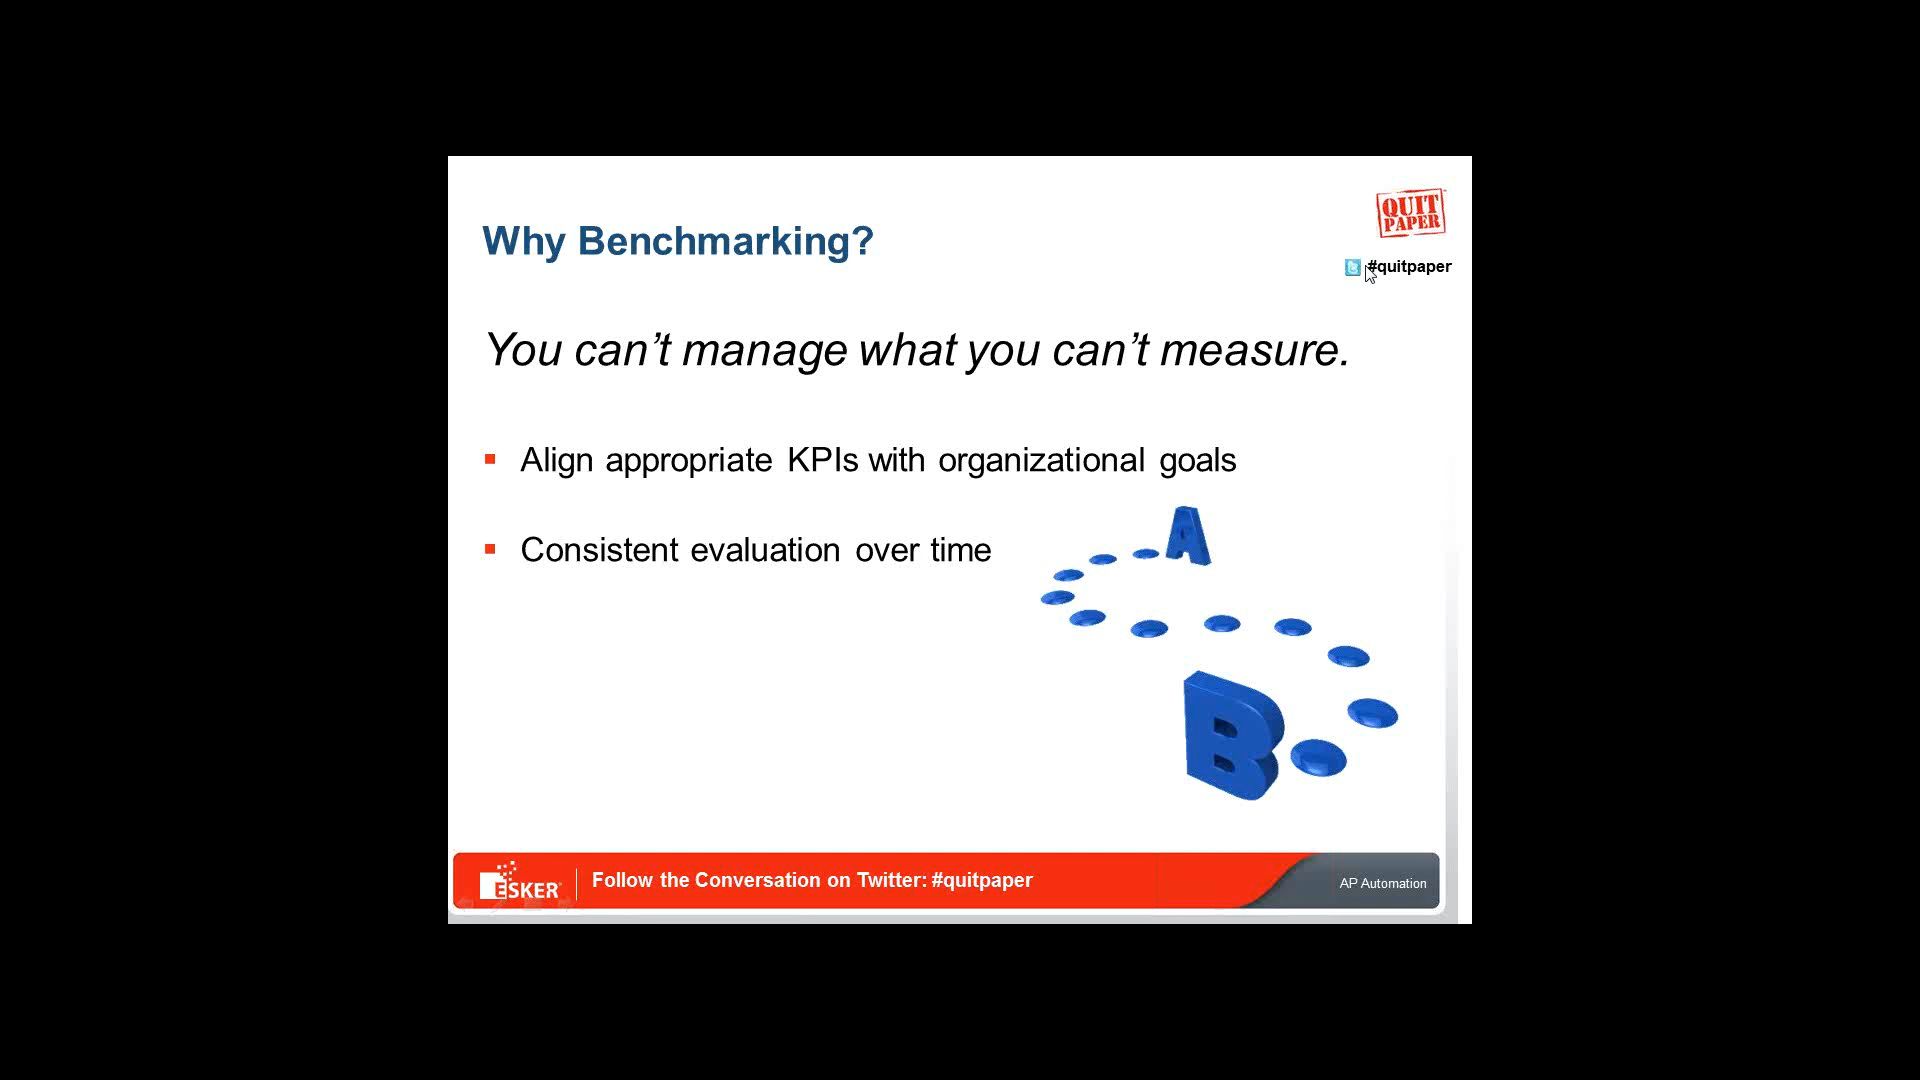 QUIT
PAPER
Why Benchmarking?
#quitpaper
You can’t manage what you can’t measure.
Align appropriate KPIs with organizational goals
Consistent evaluation over time
A
B
ESKER
Follow the Conversation on Twitter: #quitpaper
AP Automation